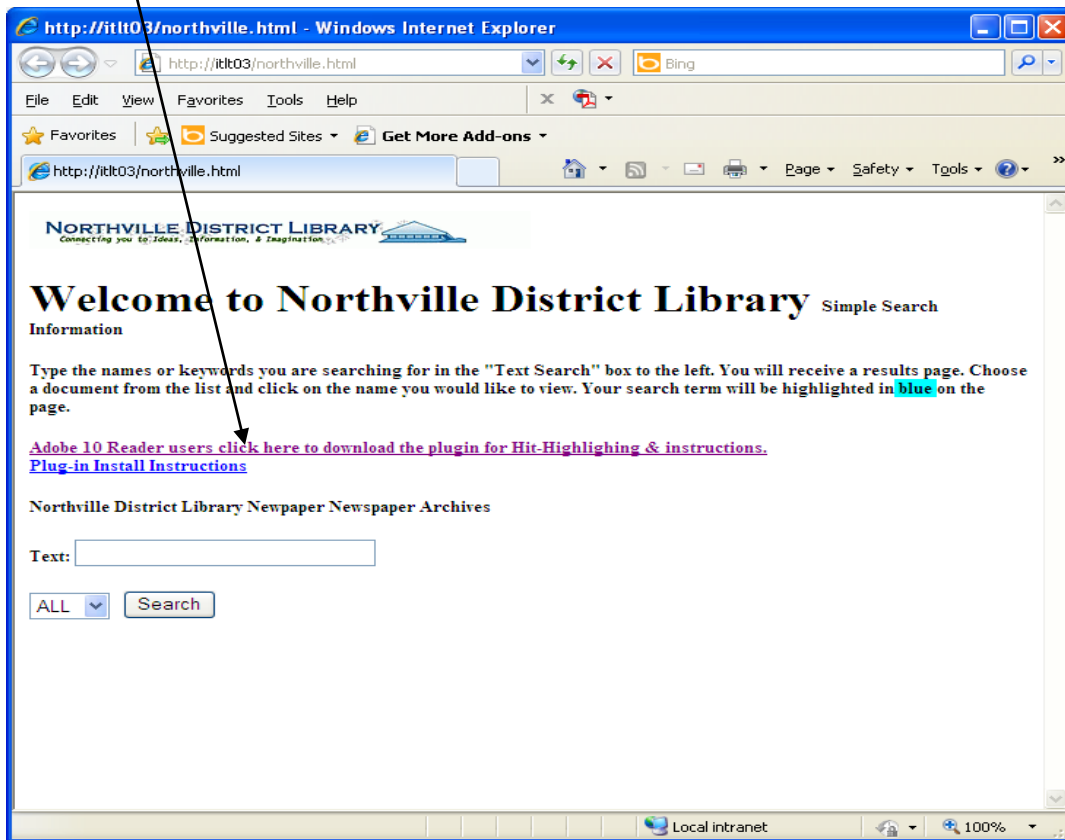 http://itlt03/northville.html - Windows Internet Explorer
http://itlt03/northville.html
Bing
File Edit View Favorites Tools Help
Favorites Suggested Sites Get More Add-ons
http://itlt03/northville.html Page Safety Tools
NORTHVILLE DISTRICT LIBRARY
Connecting you to Ideas, Information, & Imagination
Welcome to Northville District Library Simple Search
Information
Type the names or keywords you are searching for in the "Text Search" box to the left. You will receive a results page. Choose
a document from the list and click on the name you would like to view. Your search term will be highlighted in blue on the
page.
Adobe 10 Reader users click here to download the plugin for Hit-Highlighing & instructions.
Plug-in Install Instructions
Northville District Library Newpaper Newspaper Archives
Text:
ALL Search
Local intranet 100%